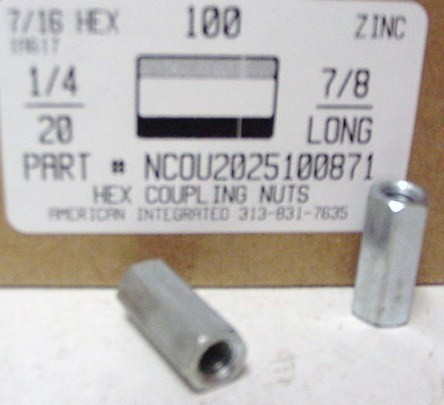 7/16 HEX 100 ZINC
1/4 7/8
20 LONG
PART # NCOU2025100871
HEX COUPLING NUTS
AMERICAN INTEGRATED 313-831-7635